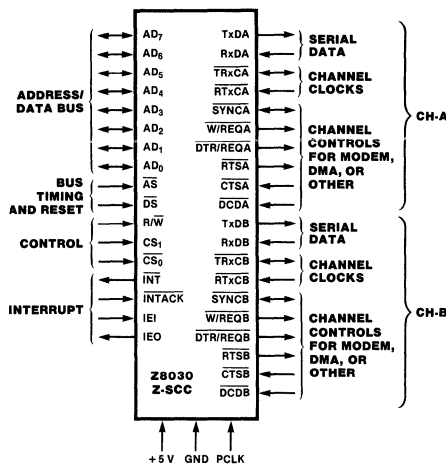 ADDRESS/
DATA BUS
BUS
TIMING
AND RESET
CONTROL
INTERRUPT
AD7
AD6
AD5
AD4
AD3
AD2
AD1
AD0
AS
DS
R/W
CS1
CS0
INT
INTACK
IEI
IEO
TxDA
RxDA
TRxCA
RTxCA
SYNCA
W/REQA
DTR/REQA
RTSA
CTSA
DCDA
TxDB
RxDB
TRxCB
RTxCB
SYNCB
W/REQB
DTR/REQB
RTSB
CTSB
DCDB
Z8030
Z-SCC
SERIAL
DATA
CHANNEL
CLOCKS
CHANNEL
CONTROLS
FOR MODEM,
DMA, OR
OTHER
CH-A
SERIAL
DATA
CHANNEL
CLOCKS
CHANNEL
CONTROLS
FOR MODEM,
DMA, OR
OTHER
CH-B
+5 V GND PCLK